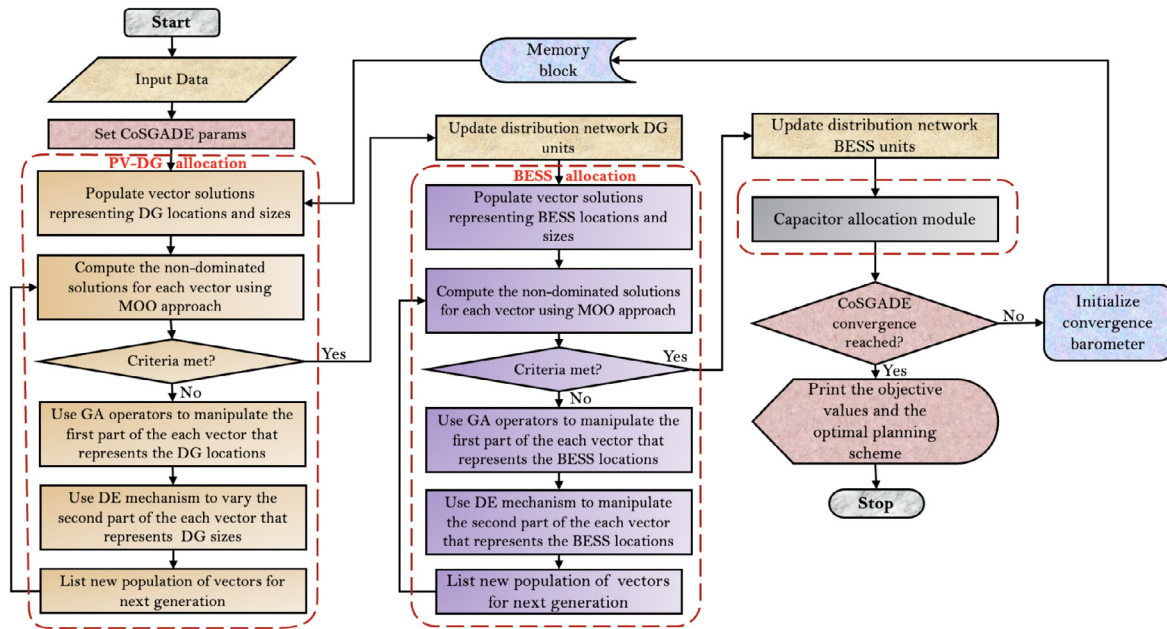 Start
Input Data
Set CoSGADE params
PV-DG allocation
Populate vector solutions
representing DG locations and sizes
Compute the non-dominated
solutions for each vector using
MOO approach
Criteria met?
Yes
No
Use GA operators to manipulate the
first part of the each vector that
represents the DG locations
Use DE mechanism to vary the
second part of the each vector that
represents DG sizes
List new population of vectors for
next generation
Memory
block
Update distribution network DG
units
BESS allocation
Populate vector solutions
representing BESS locations and
sizes
Compute the non-dominated solutions
for each vector using MOO approach
Criteria met?
Yes
No
Use GA operators to manipulate the
first part of the each vector that
represents the BESS locations
Use DE mechanism to manipulate
the second part of the each vector
that represents the BESS locations
List new population of vectors
for next generation
Update distribution network
BESS units
Capacitor allocation module
CoSGADE
convergence
reached?
No
Initialize
convergence
barometer
Yes
Print the objective
values and the
optimal planning
scheme
Stop